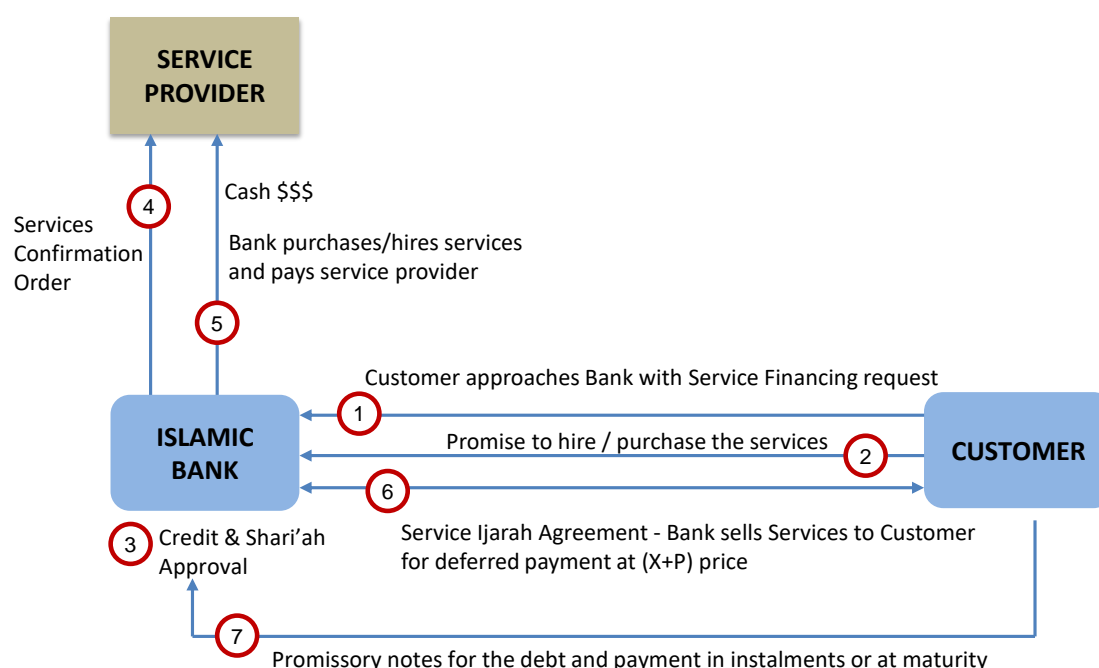 SERVICE
PROVIDER
4
Cash $$$
Services
Confirmation
Order
Bank purchases/hires services
and pays service provider
5
Customer approaches Bank with Service Financing request
1
ISLAMIC
BANK
Promise to hire / purchase the services
2
CUSTOMER
6
3
Credit & Shari’ah
Approval
Service Ijarah Agreement - Bank sells Services to Customer
for deferred payment at (X+P) price
7
Promissory notes for the debt and payment in instalments or at maturity